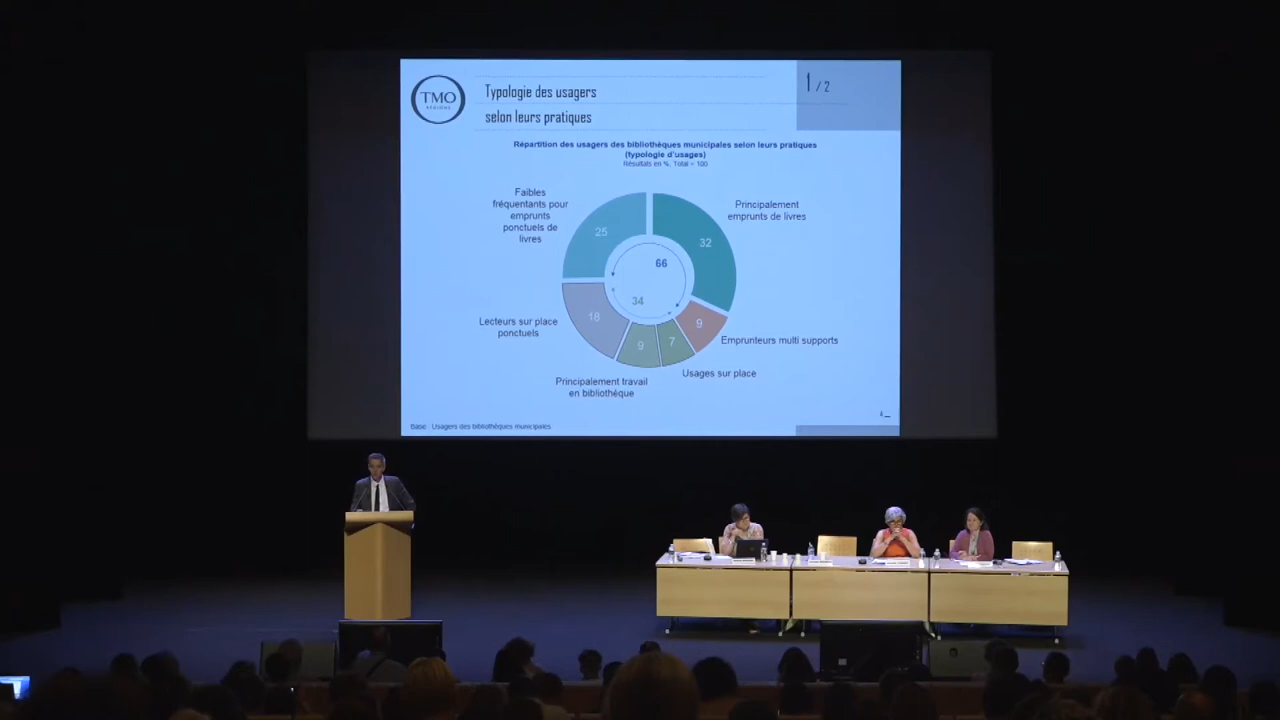 TMO
RÉGIONS
Typologie des usagers
selon leurs pratiques
1 / 2
Répartition des usagers des bibliothèques municipales selon leurs pratiques
(typologie d'usages)
Résultats en %. Total = 100
Faibles
fréquentants pour
emprunts
ponctuels de
livres
Principalement
emprunts de livres
25
32
66
34
18
9
7
9
Lecteurs sur place
ponctuels
Emprunteurs multi supports
Usages sur place
Principalement travail
en bibliothèque
Base : Usagers des bibliothèques municipales